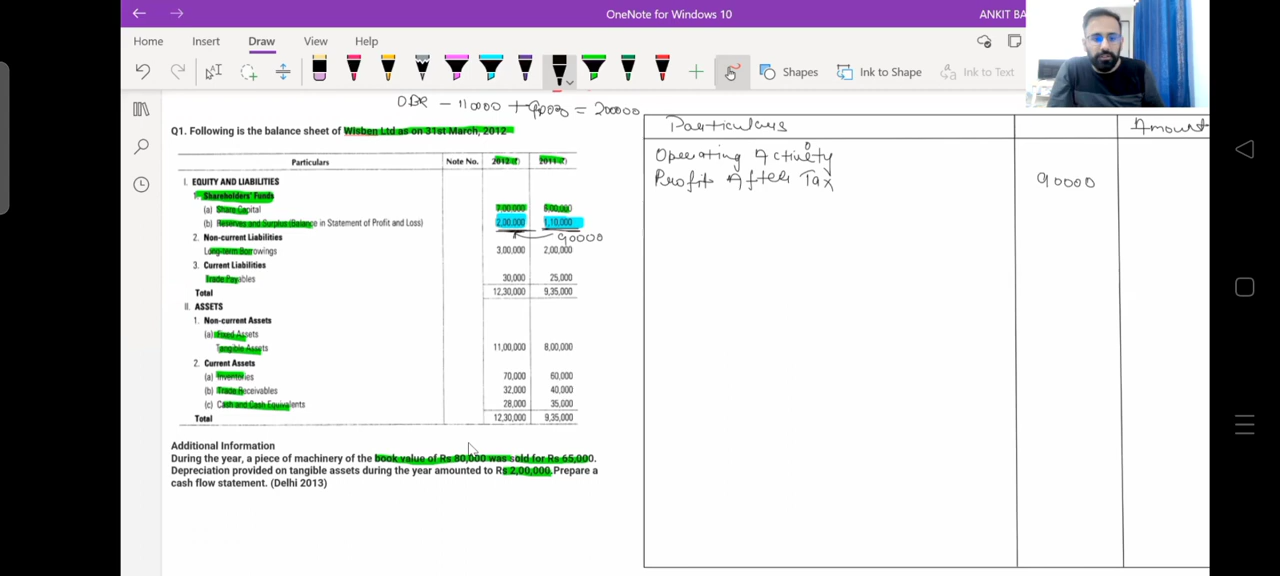 OneNote for Windows 10
ANKIT BA
Home Insert Draw View Help
Shapes Ink to Shape Ink to Text
OBR - 110000 + 90000 = 200000
Q1. Following is the balance sheet of Wisben Ltd as on 31st March, 2012
Particulars Note No. 2012 (₹) 2011 (₹)
I. EQUITY AND LIABILITIES
1. Shareholders' Funds
(a) Share Capital 7,00,000 6,00,000
(b) Reserves and Surplus (Balance in Statement of Profit and Loss) 2,00,000 1,10,000
90000
2. Non-current Liabilities
Long-term Borrowings 3,00,000 2,00,000
3. Current Liabilities
Trade Payables 30,000 25,000
Total 12,30,000 9,35,000
II. ASSETS
1. Non-current Assets
(a) Fixed Assets
Tangible Assets 11,00,000 8,00,000
2. Current Assets
(a) Inventories 70,000 60,000
(b) Trade Receivables 32,000 40,000
(c) Cash and Cash Equivalents 28,000 35,000
Total 12,30,000 9,35,000
Additional Information
During the year, a piece of machinery of the book value of Rs 80,000 was sold for Rs 65,000.
Depreciation provided on tangible assets during the year amounted to Rs 2,00,000.Prepare a
cash flow statement. (Delhi 2013)
Particulars Amount
Operating Activity
Profit After Tax 90000